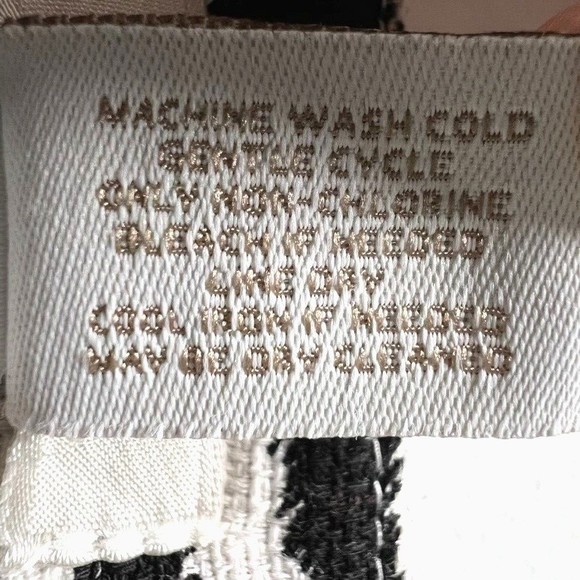 MACHINE WASH COLD
GENTLE CYCLE
ONLY NON-CHLORINE
BLEACH IF NEEDED
LINE DRY
COOL IRON IF NEEDED
MAY BE DRY CLEANED